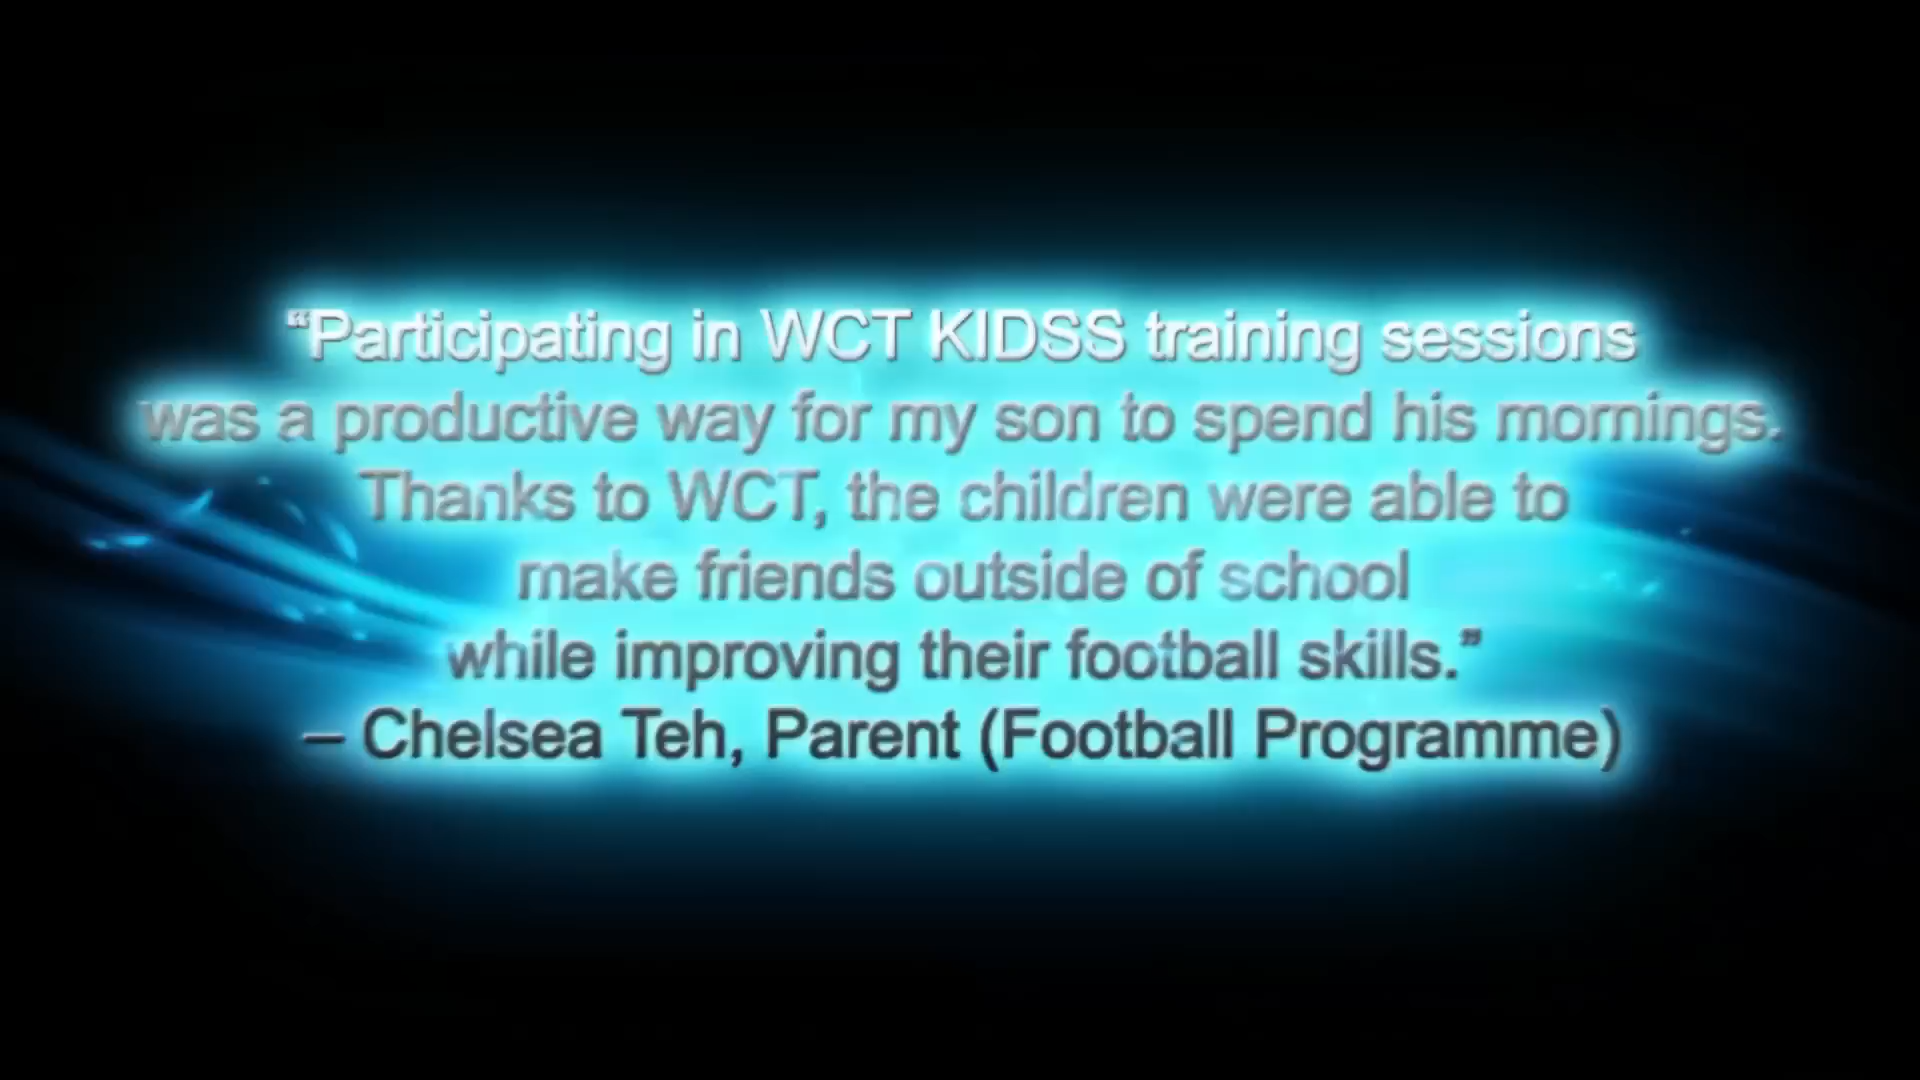 “Participating in WCT KIDSS training sessions
was a productive way for my son to spend his mornings.
Thanks to WCT, the children were able to
make friends outside of school
while improving their football skills.”
– Chelsea Teh, Parent (Football Programme)